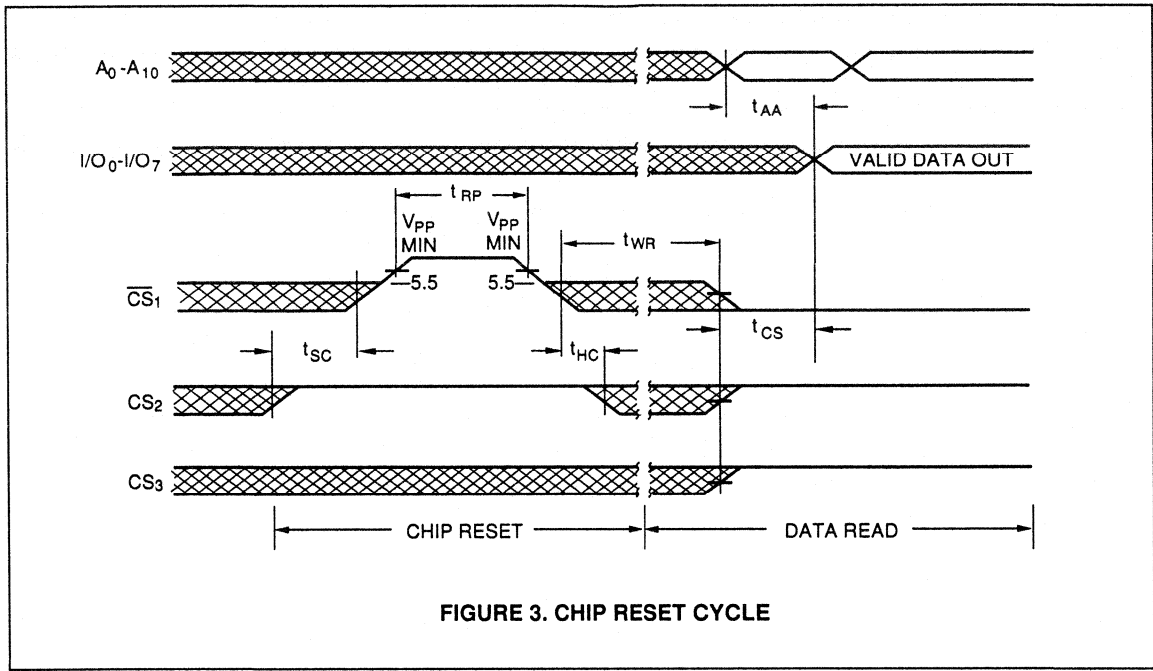 A0 -A10
tAA
I/O0-I/O7
VALID DATA OUT
tRP
VPP MIN
VPP MIN
tWR
5.5
5.5
CS1
tCS
tSC
tHC
CS2
CS3
CHIP RESET
DATA READ
FIGURE 3. CHIP RESET CYCLE